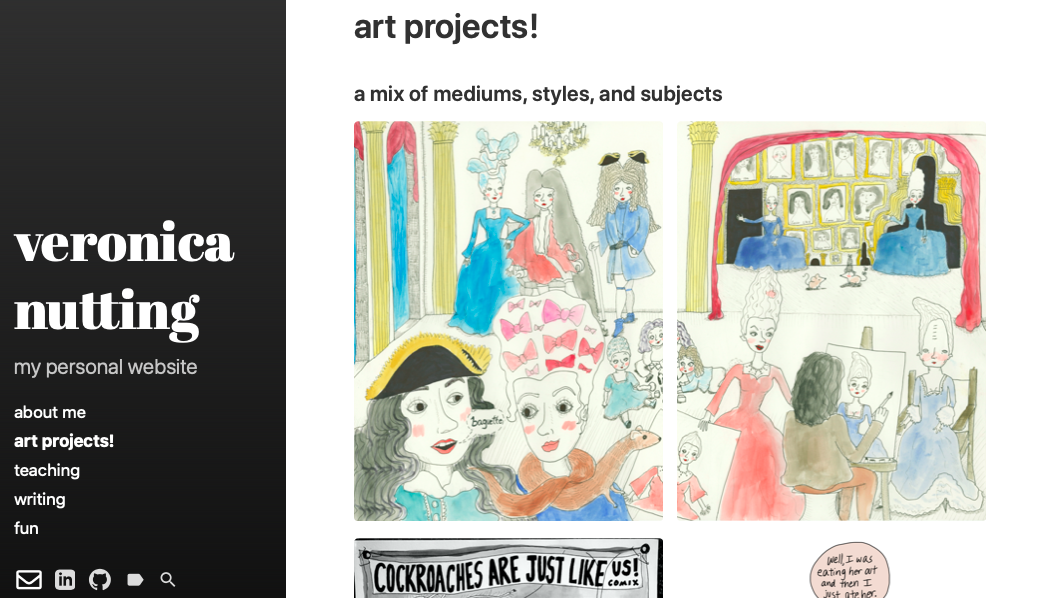 veronica
nutting
my personal website
about me
art projects!
teaching
writing
fun
art projects!
a mix of mediums, styles, and subjects
baguette
COCKROACHES ARE JUST LIKE US!
COMIX
Well, I was
eating her out
and then I
just ate her.